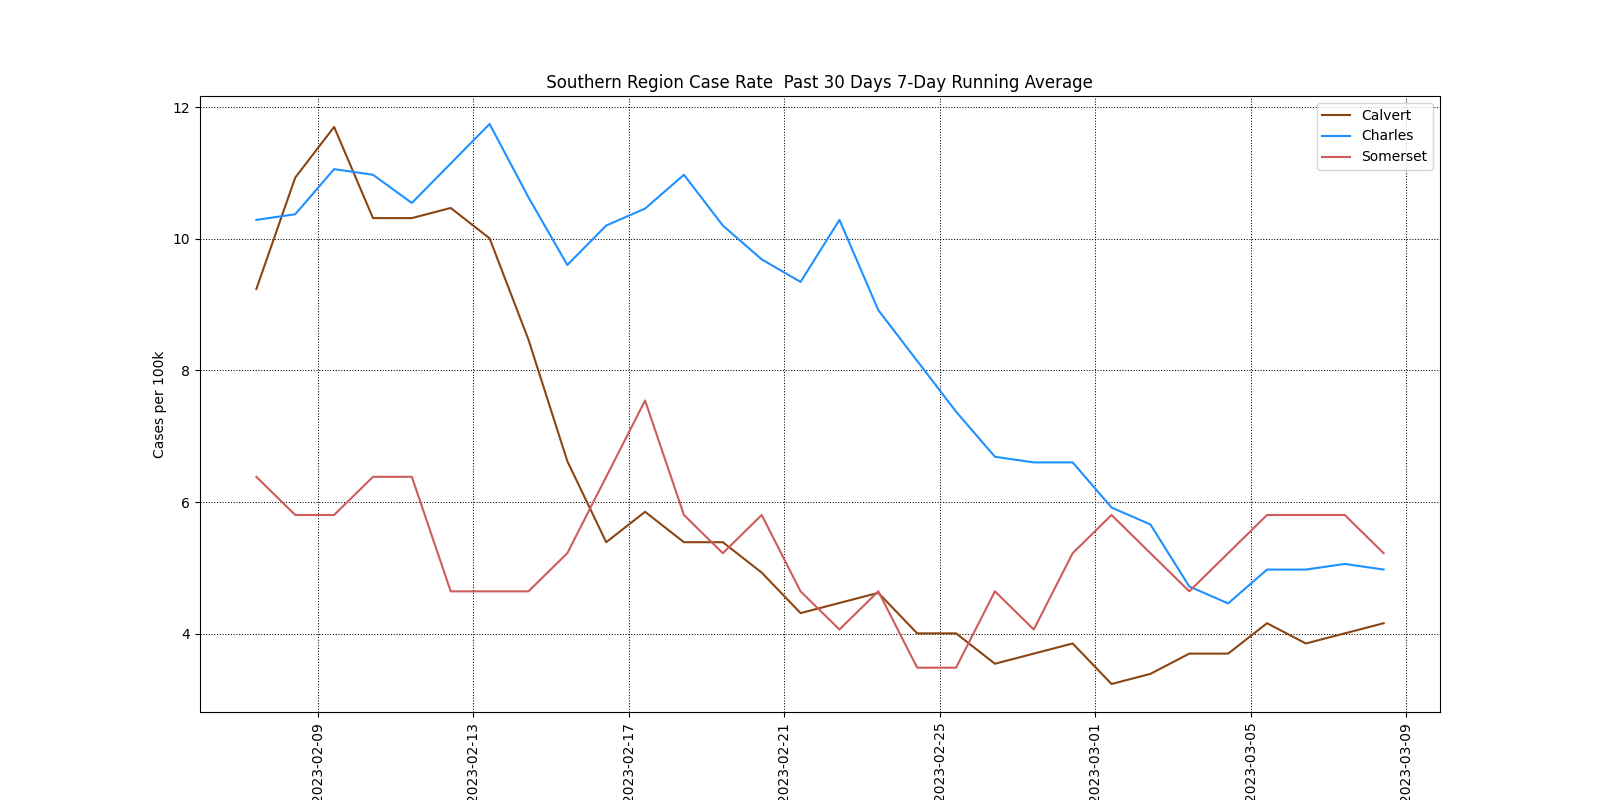 Southern Region Case Rate  Past 30 Days 7-Day Running Average
Calvert
Charles
Somerset
Cases per 100k
12
10
8
6
4
2023-02-09
2023-02-13
2023-02-17
2023-02-21
2023-02-25
2023-03-01
2023-03-05
2023-03-09